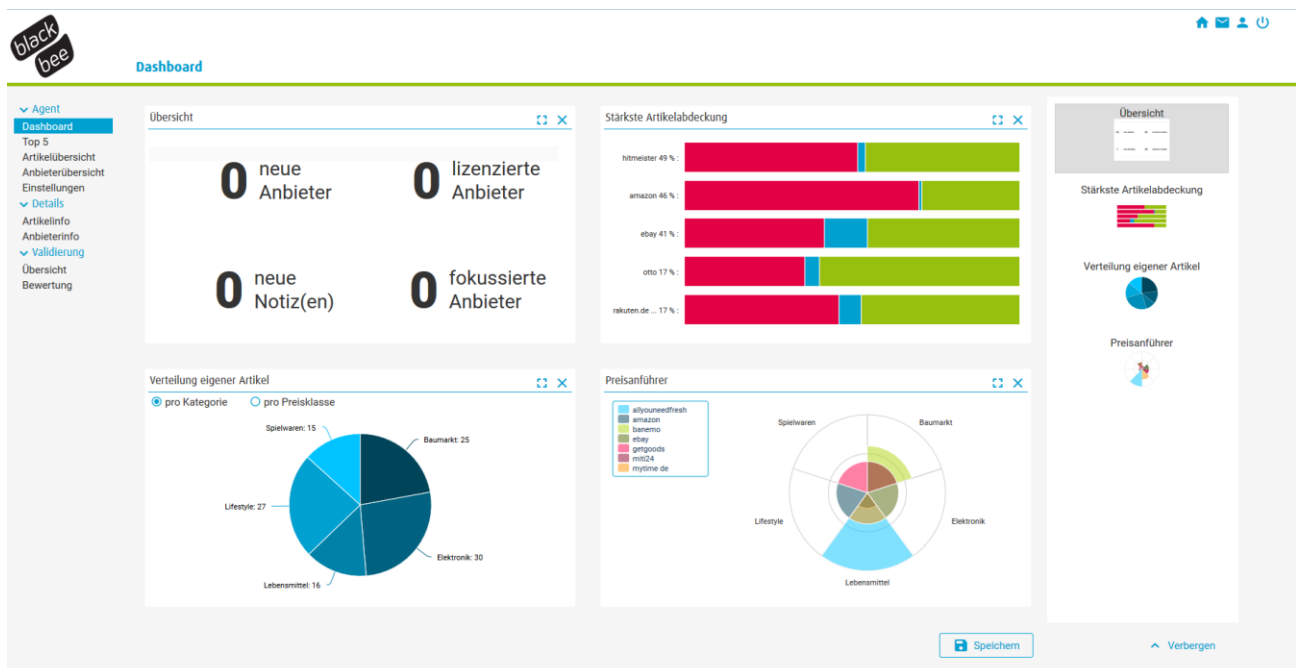 black
bee
Dashboard
Agent
Dashboard
Top 5
Artikelübersicht
Anbieterübersicht
Einstellungen
Details
Artikelinfo
Anbieterinfo
Validierung
Übersicht
Bewertung
Übersicht
0 neue
Anbieter
0 lizenzierte
Anbieter
0 neue
Notiz(en)
0 fokussierte
Anbieter
Stärkste Artikelabdeckung
hitmeister 49 % :
amazon 46 % :
ebay 41 % :
otto 17 % :
rakuten.de ... 17 % :
Verteilung eigener Artikel
pro Kategorie
pro Preisklasse
Spielwaren: 15
Baumarkt: 25
Lifestyle: 27
Elektronik: 30
Lebensmittel: 16
Preisanführer
allyouneedfresh
amazon
banemo
ebay
getgoods
miti24
mytime de
Spielwaren
Baumarkt
Lifestyle
Elektronik
Lebensmittel
Übersicht
Stärkste Artikelabdeckung
Verteilung eigener Artikel
Preisanführer
Speichern
Verbergen